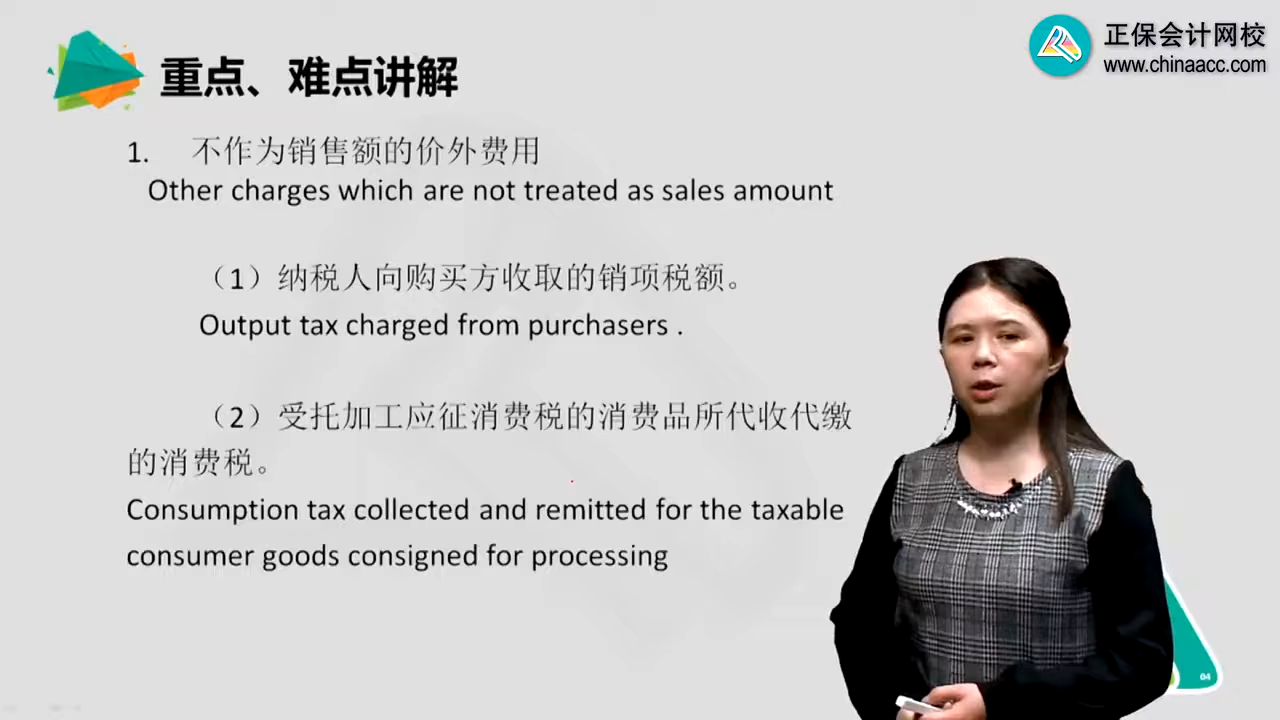 正保会计网校
www.chinaacc.com
重点、难点讲解
1. 不作为销售额的价外费用
Other charges which are not treated as sales amount
（1）纳税人向购买方收取的销项税额。
Output tax charged from purchasers .
（2）受托加工应征消费税的消费品所代收代缴
的消费税。
Consumption tax collected and remitted for the taxable
consumer goods consigned for processing
04